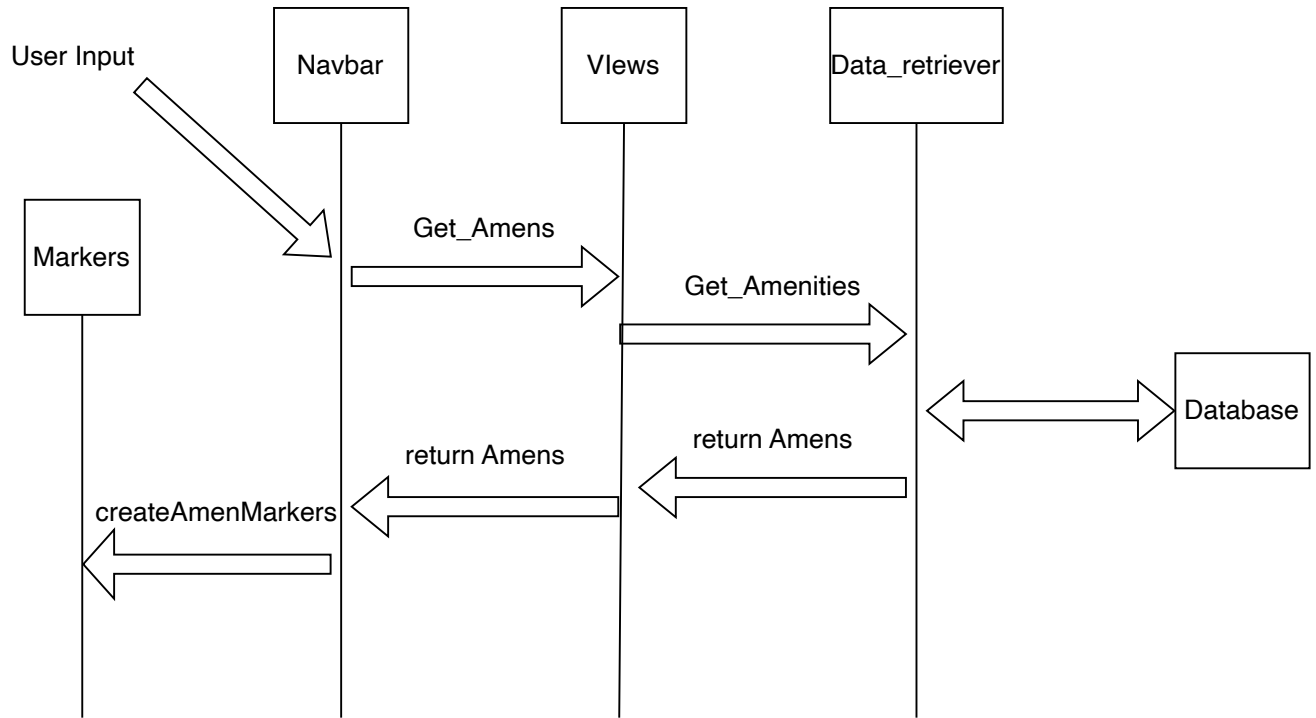 User Input
Navbar
VIews
Data_retriever
Markers
Get_Amens
Get_Amenities
Database
return Amens
return Amens
createAmenMarkers